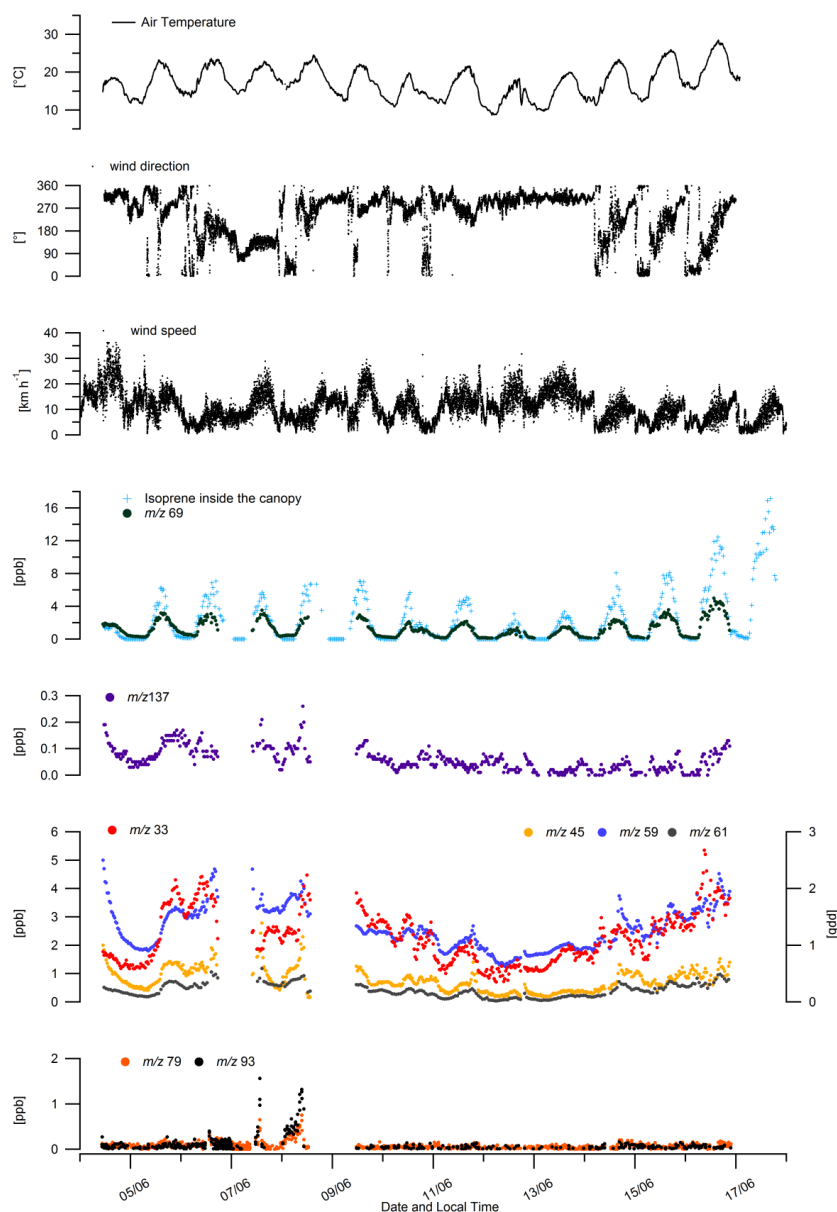 Air Temperature
[°C]
30
20
10
wind direction
[°]
360
270
180
90
0
wind speed
[km h⁻¹]
40
30
20
10
0
Isoprene inside the canopy
m/z 69
[ppb]
16
12
8
4
0
m/z137
[ppb]
0.3
0.2
0.1
0.0
m/z 33
m/z 45
m/z 59
m/z 61
[ppb]
6
5
4
3
2
1
0
3
2
1
0
[ppb]
m/z 79
m/z 93
[ppb]
2
1
0
05/06
07/06
09/06
11/06
13/06
15/06
17/06
Date and Local Time